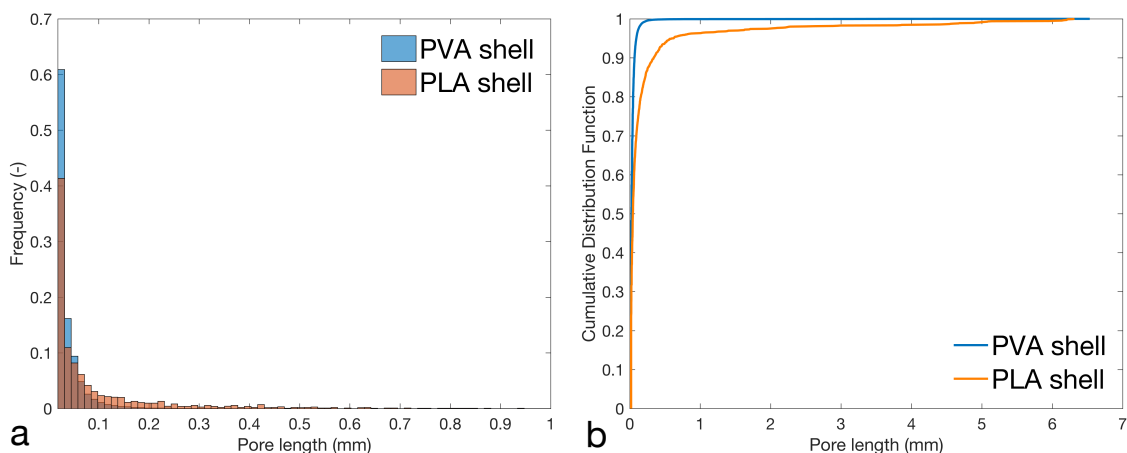 0.7
0.6
0.5
0.4
0.3
0.2
0.1
0
Frequency (-)
PVA shell
PLA shell
0.1 0.2 0.3 0.4 0.5 0.6 0.7 0.8 0.9 1
Pore length (mm)
a
1
0.9
0.8
0.7
0.6
0.5
0.4
0.3
0.2
0.1
0
Cumulative Distribution Function
PVA shell
PLA shell
0 1 2 3 4 5 6 7
Pore length (mm)
b